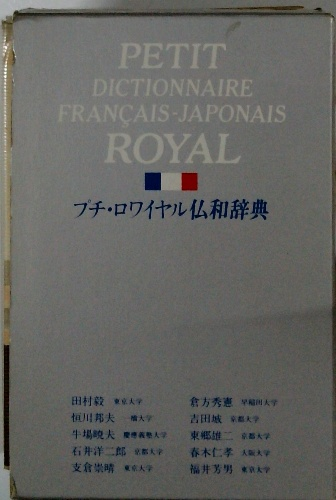 PETIT
DICTIONNAIRE
FRANÇAIS-JAPONAIS
ROYAL
プチ・ロワイヤル仏和辞典
田村毅 東京大学
恒川邦夫 一橋大学
牛場暁夫 慶應義塾大学
石井洋二郎 京都大学
支倉崇晴 東京大学
倉方秀憲 早稲田大学
吉田城 京都大学
東郷雄二 京都大学
春木仁孝 大阪大学
福井芳男 東京大学